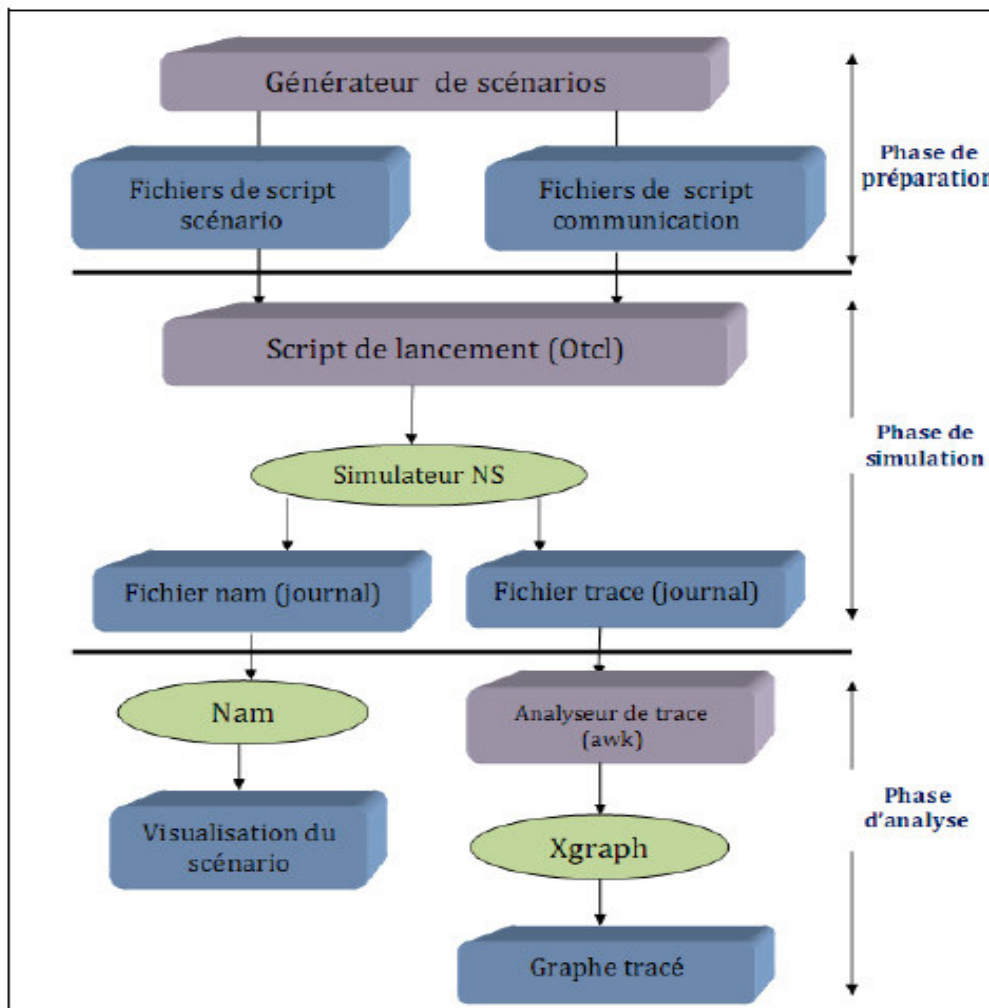 Générateur de scénarios
Fichiers de script
scénario
Fichiers de script
communication
Phase de
préparation
Script de lancement (Otcl)
Simulateur NS
Phase de
simulation
Fichier nam (journal)
Fichier trace (journal)
Nam
Analyseur de trace
(awk)
Visualisation du
scénario
Xgraph
Phase
d'analyse
Graphe tracé